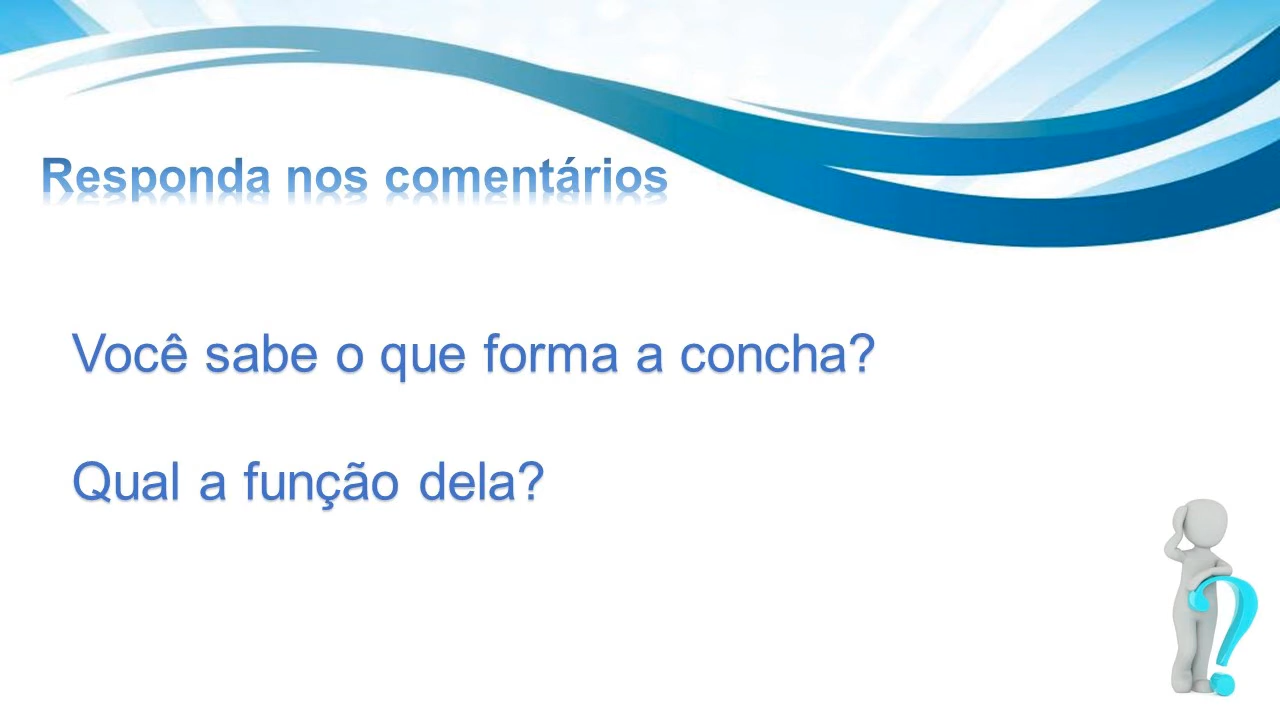 Responda nos comentários
Você sabe o que forma a concha?
Qual a função dela?